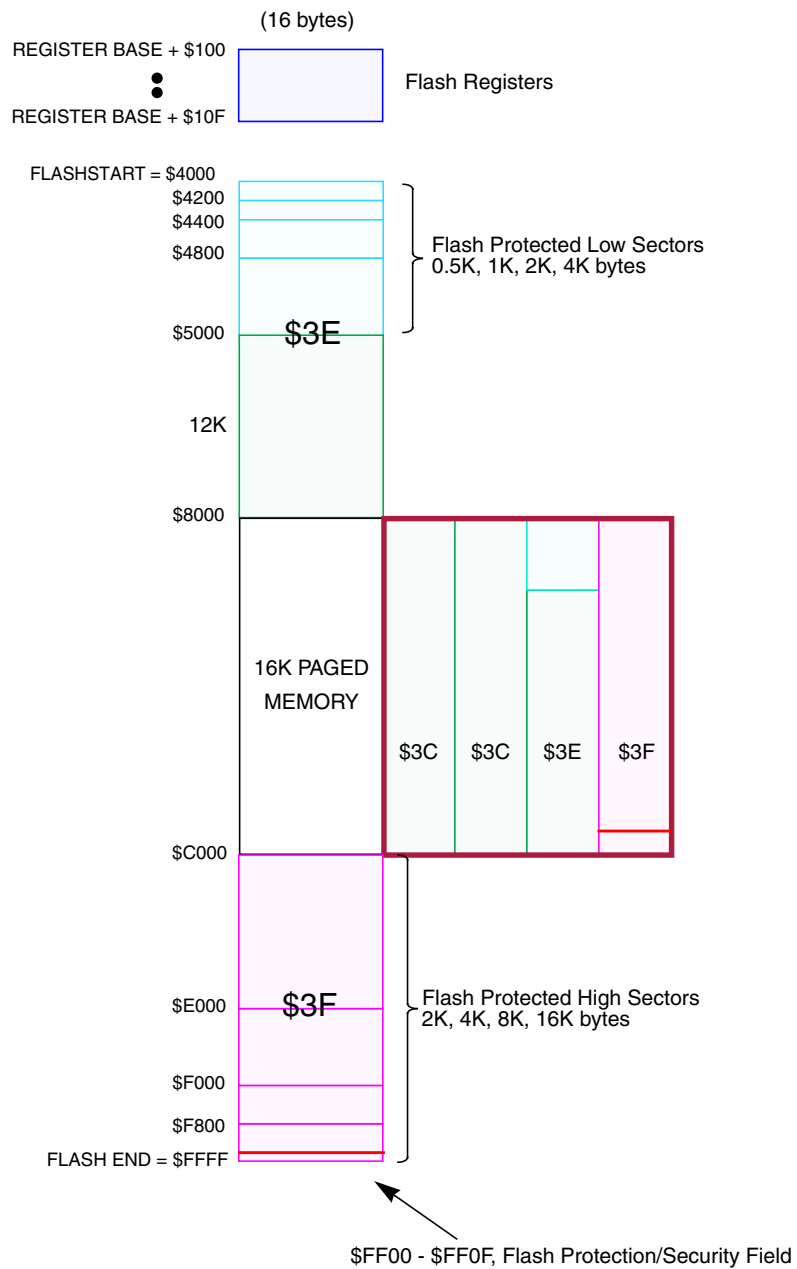 (16 bytes)
REGISTER BASE + $100
Flash Registers
REGISTER BASE + $10F
FLASHSTART = $4000
$4200
$4400
$4800
Flash Protected Low Sectors
0.5K, 1K, 2K, 4K bytes
$3E
$5000
12K
$8000
16K PAGED
MEMORY
$3C
$3C
$3E
$3F
$C000
$3F
$E000
Flash Protected High Sectors
2K, 4K, 8K, 16K bytes
$F000
$F800
FLASH END = $FFFF
$FF00 - $FF0F, Flash Protection/Security Field